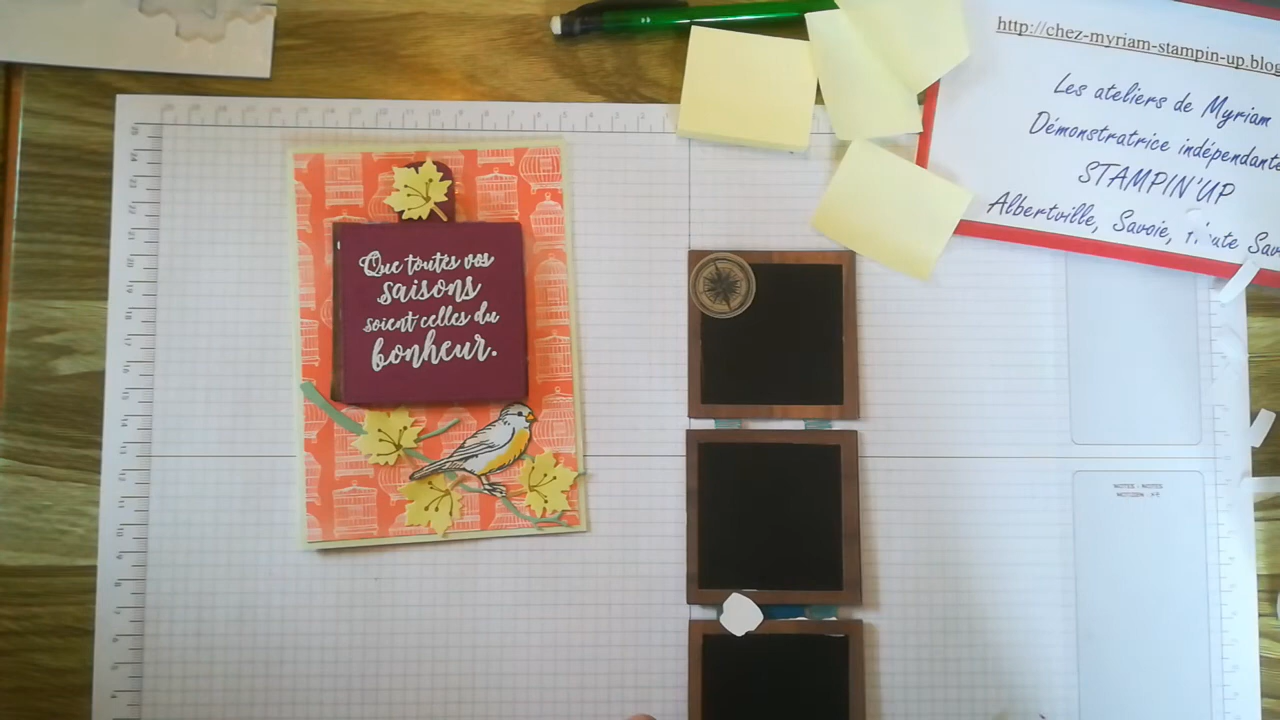 http://chez-myriam-stampin-up.blog
Les ateliers de Myriam
Démonstratrice indépendante
STAMPIN'UP
Albertville, Savoie,
Que toutes vos
saisons
soient celles du
bonheur.
NOTES - NOTES